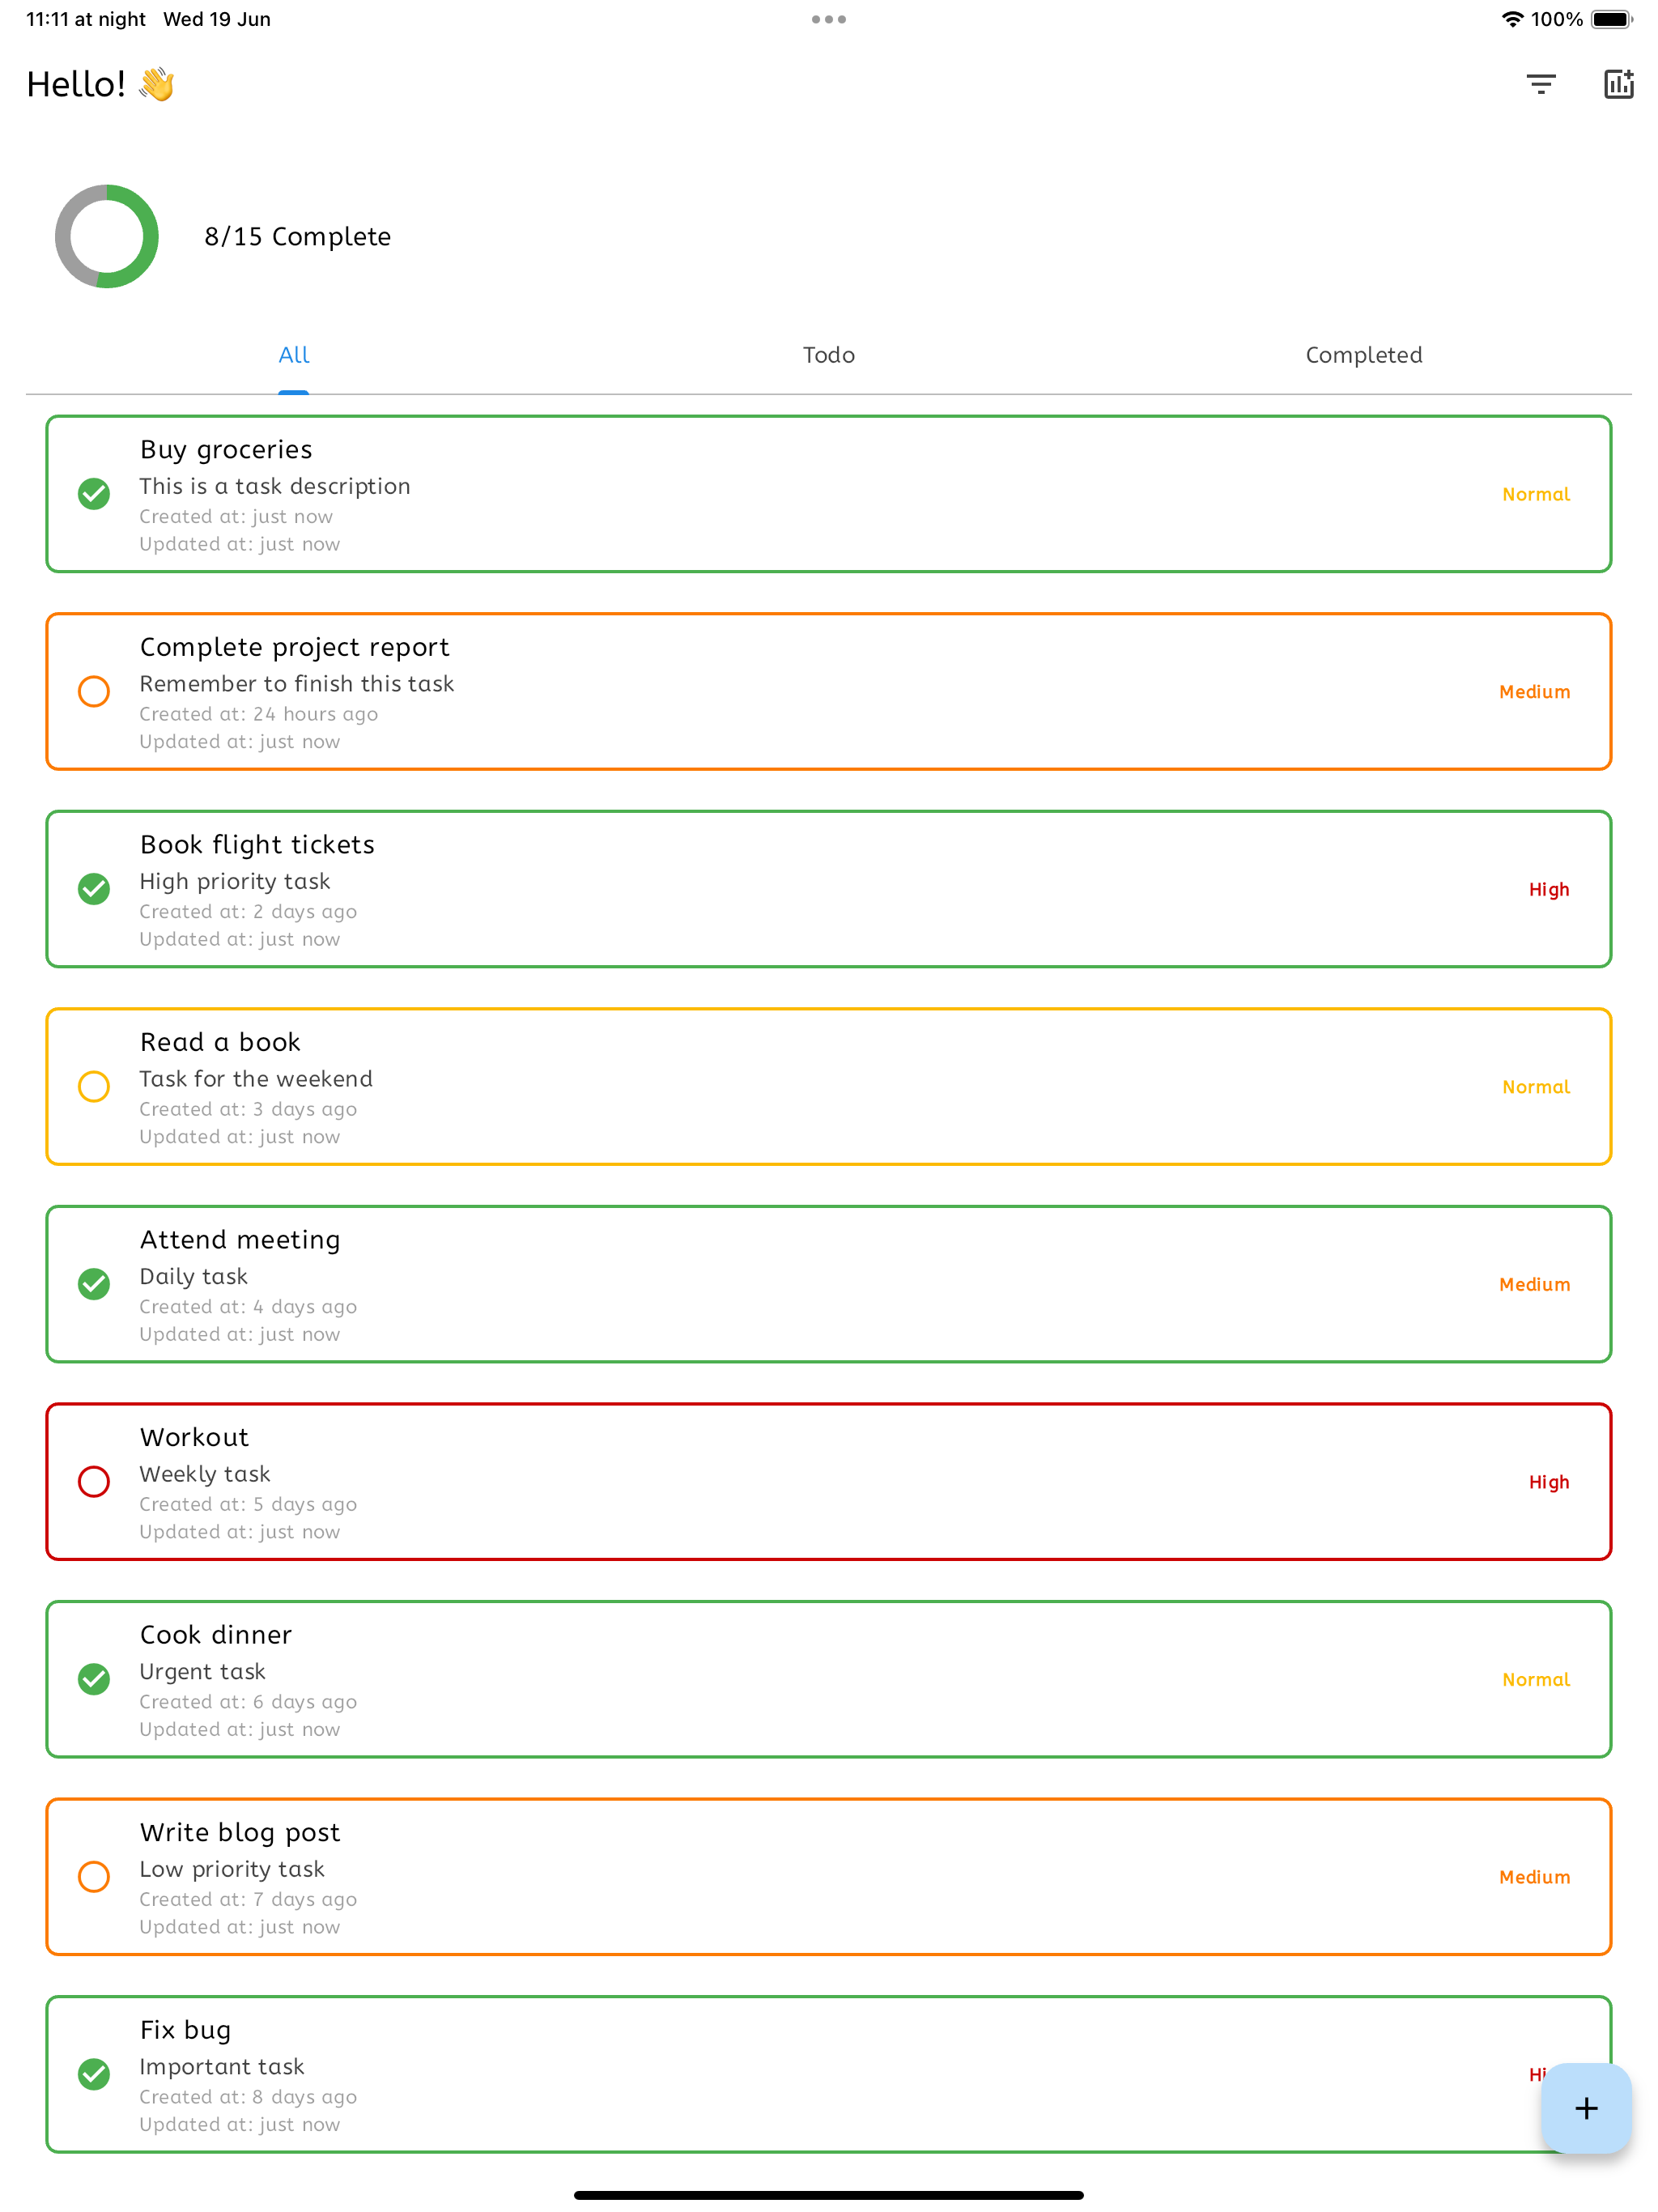 11:11 at night Wed 19 Jun
100%
Hello! 👋
8/15 Complete
All
Todo
Completed
Buy groceries
This is a task description
Created at: just now
Updated at: just now
Normal
Complete project report
Remember to finish this task
Created at: 24 hours ago
Updated at: just now
Medium
Book flight tickets
High priority task
Created at: 2 days ago
Updated at: just now
High
Read a book
Task for the weekend
Created at: 3 days ago
Updated at: just now
Normal
Attend meeting
Daily task
Created at: 4 days ago
Updated at: just now
Medium
Workout
Weekly task
Created at: 5 days ago
Updated at: just now
High
Cook dinner
Urgent task
Created at: 6 days ago
Updated at: just now
Normal
Write blog post
Low priority task
Created at: 7 days ago
Updated at: just now
Medium
Fix bug
Important task
Created at: 8 days ago
Updated at: just now